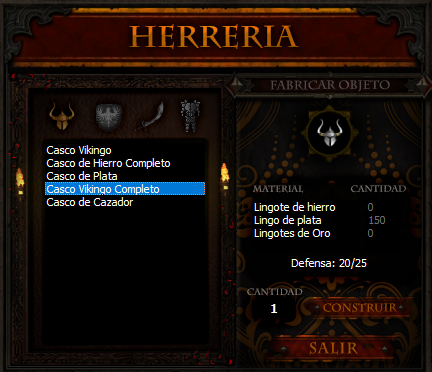 HERRERIA
FABRICAR OBJETO
Casco Vikingo
Casco de Hierro Completo
Casco de Plata
Casco Vikingo Completo
Casco de Cazador
MATERIAL CANTIDAD
Lingote de hierro 0
Lingo de plata 150
Lingotes de Oro 0
Defensa: 20/25
CANTIDAD
1
CONSTRUIR
SALIR